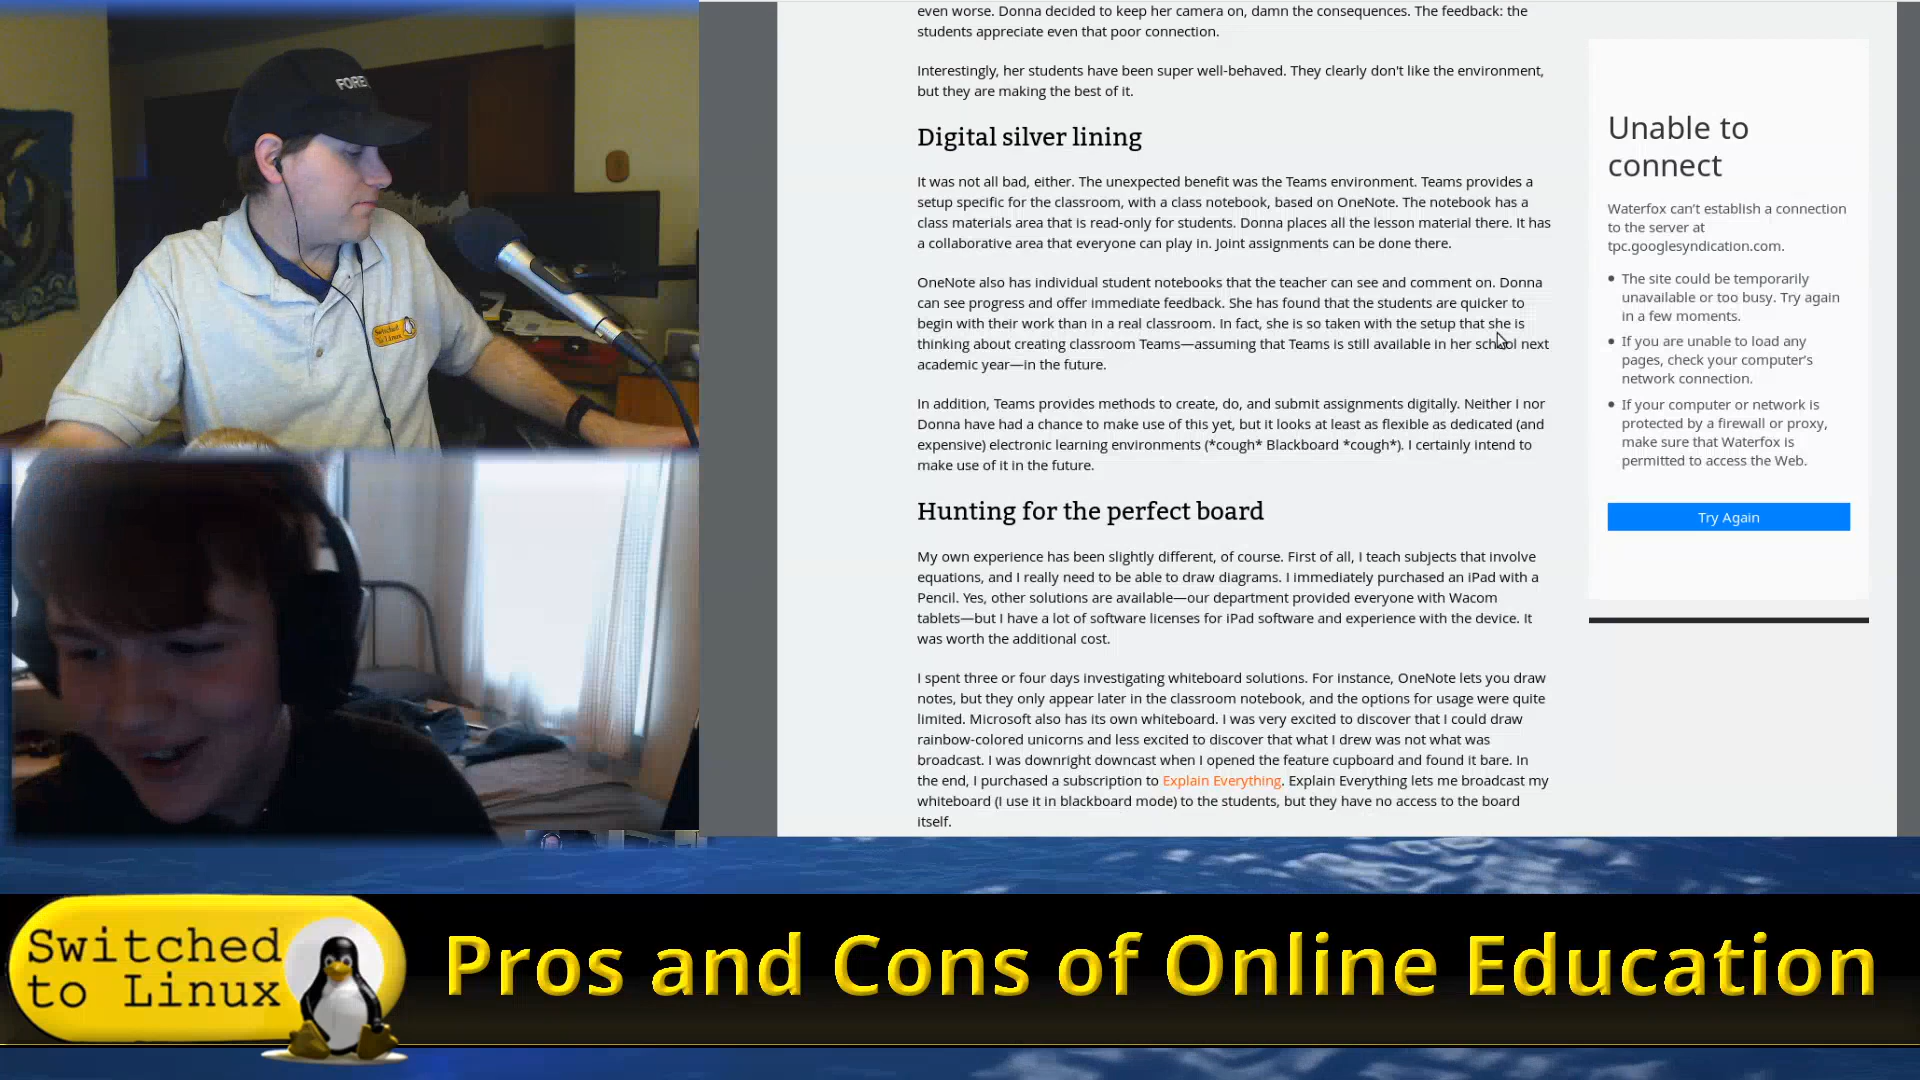 even worse. Donna decided to keep her camera on, damn the consequences. The feedback: the
students appreciate even that poor connection.
Interestingly, her students have been super well-behaved. They clearly don't like the environment,
but they are making the best of it.
Digital silver lining
It was not all bad, either. The unexpected benefit was the Teams environment. Teams provides a
setup specific for the classroom, with a class notebook, based on OneNote. The notebook has a
class materials area that is read-only for students. Donna places all the lesson material there. It has
a collaborative area that everyone can play in. Joint assignments can be done there.
OneNote also has individual student notebooks that the teacher can see and comment on. Donna
can see progress and offer immediate feedback. She has found that the students are quicker to
begin with their work than in a real classroom. In fact, she is so taken with the setup that she is
thinking about creating classroom Teams—assuming that Teams is still available in her school next
academic year—in the future.
In addition, Teams provides methods to create, do, and submit assignments digitally. Neither I nor
Donna have had a chance to make use of this yet, but it looks at least as flexible as dedicated (and
expensive) electronic learning environments (*cough* Blackboard *cough*). I certainly intend to
make use of it in the future.
Hunting for the perfect board
My own experience has been slightly different, of course. First of all, I teach subjects that involve
equations, and I really need to be able to draw diagrams. I immediately purchased an iPad with a
Pencil. Yes, other solutions are available—our department provided everyone with Wacom
tablets—but I have a lot of software licenses for iPad software and experience with the device. It
was worth the additional cost.
I spent three or four days investigating whiteboard solutions. For instance, OneNote lets you draw
notes, but they only appear later in the classroom notebook, and the options for usage were quite
limited. Microsoft also has its own whiteboard. I was very excited to discover that I could draw
rainbow-colored unicorns and less excited to discover that what I drew was not what was
broadcast. I was downright downcast when I opened the feature cupboard and found it bare. In
the end, I purchased a subscription to Explain Everything. Explain Everything lets me broadcast my
whiteboard (I use it in blackboard mode) to the students, but they have no access to the board
itself.
Unable to
connect
Waterfox can't establish a connection
to the server at
tpc.googlesyndication.com.
The site could be temporarily
unavailable or too busy. Try again
in a few moments.
If you are unable to load any
pages, check your computer's
network connection.
If your computer or network is
protected by a firewall or proxy,
make sure that Waterfox is
permitted to access the Web.
Try Again
Switched
to Linux
Switched
to Linux
Pros and Cons of Online Education